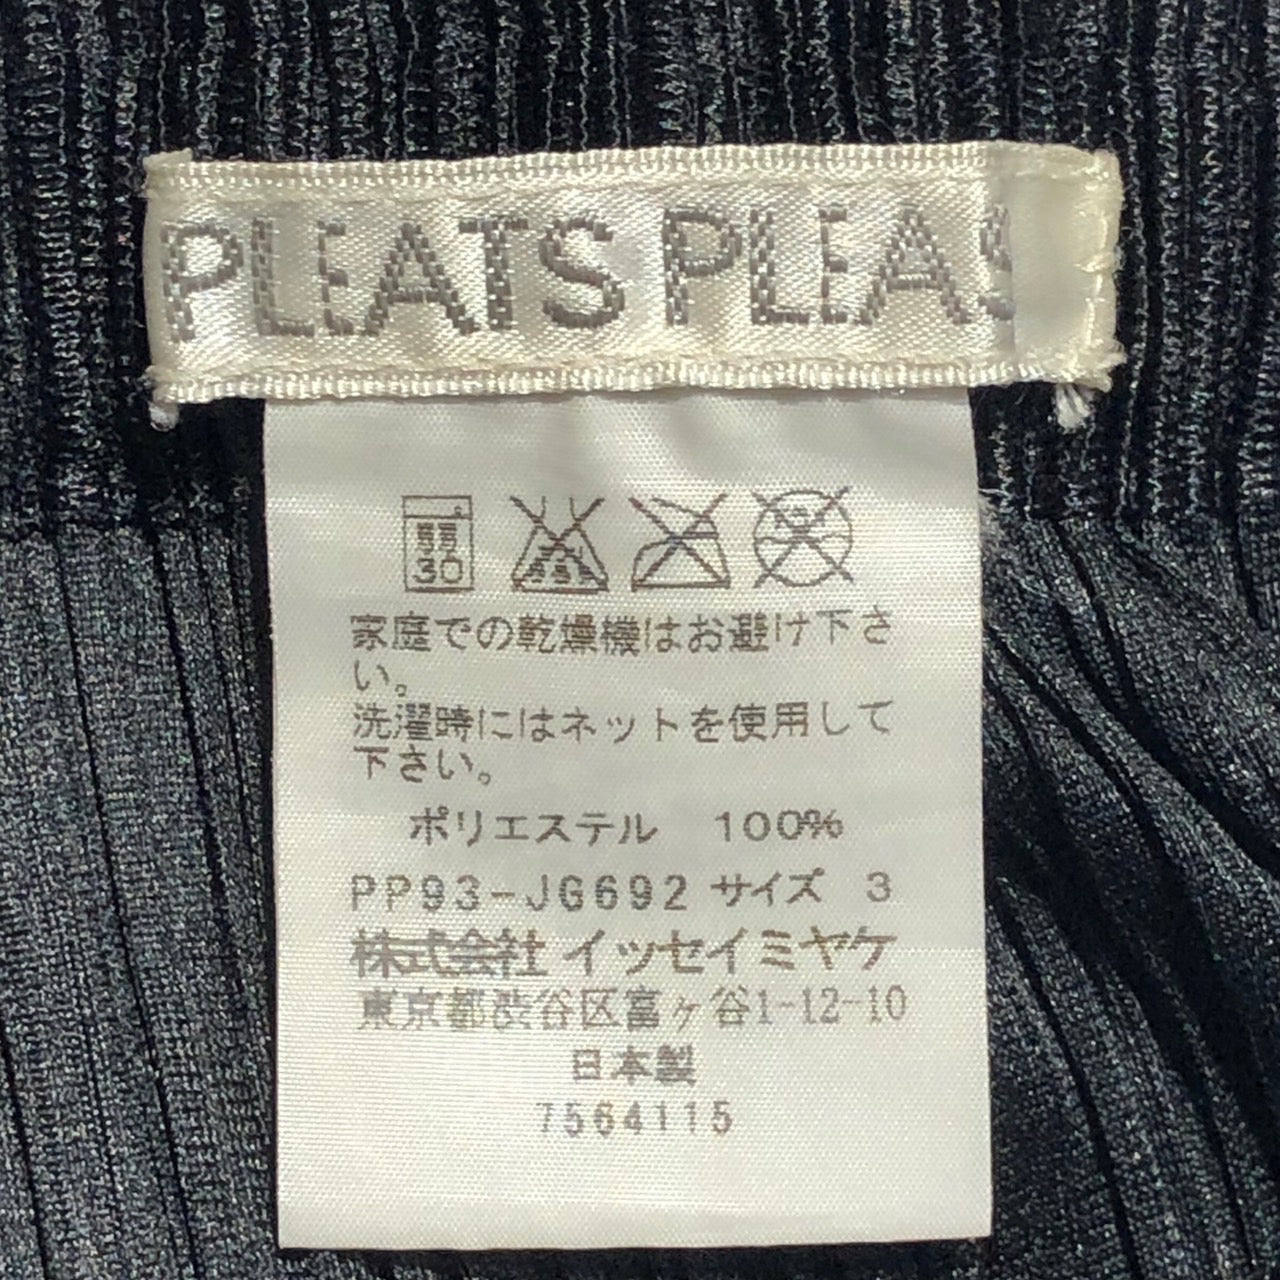 PLEATS PLEAS
30
家庭での乾燥機はお避け下さ
い。
洗濯時にはネットを使用して
下さい。
ポリエステル 100%
PP93-JG692 サイズ 3
株式会社 イッセイミヤケ
東京都渋谷区富ヶ谷1-12-10
日本製
7564115